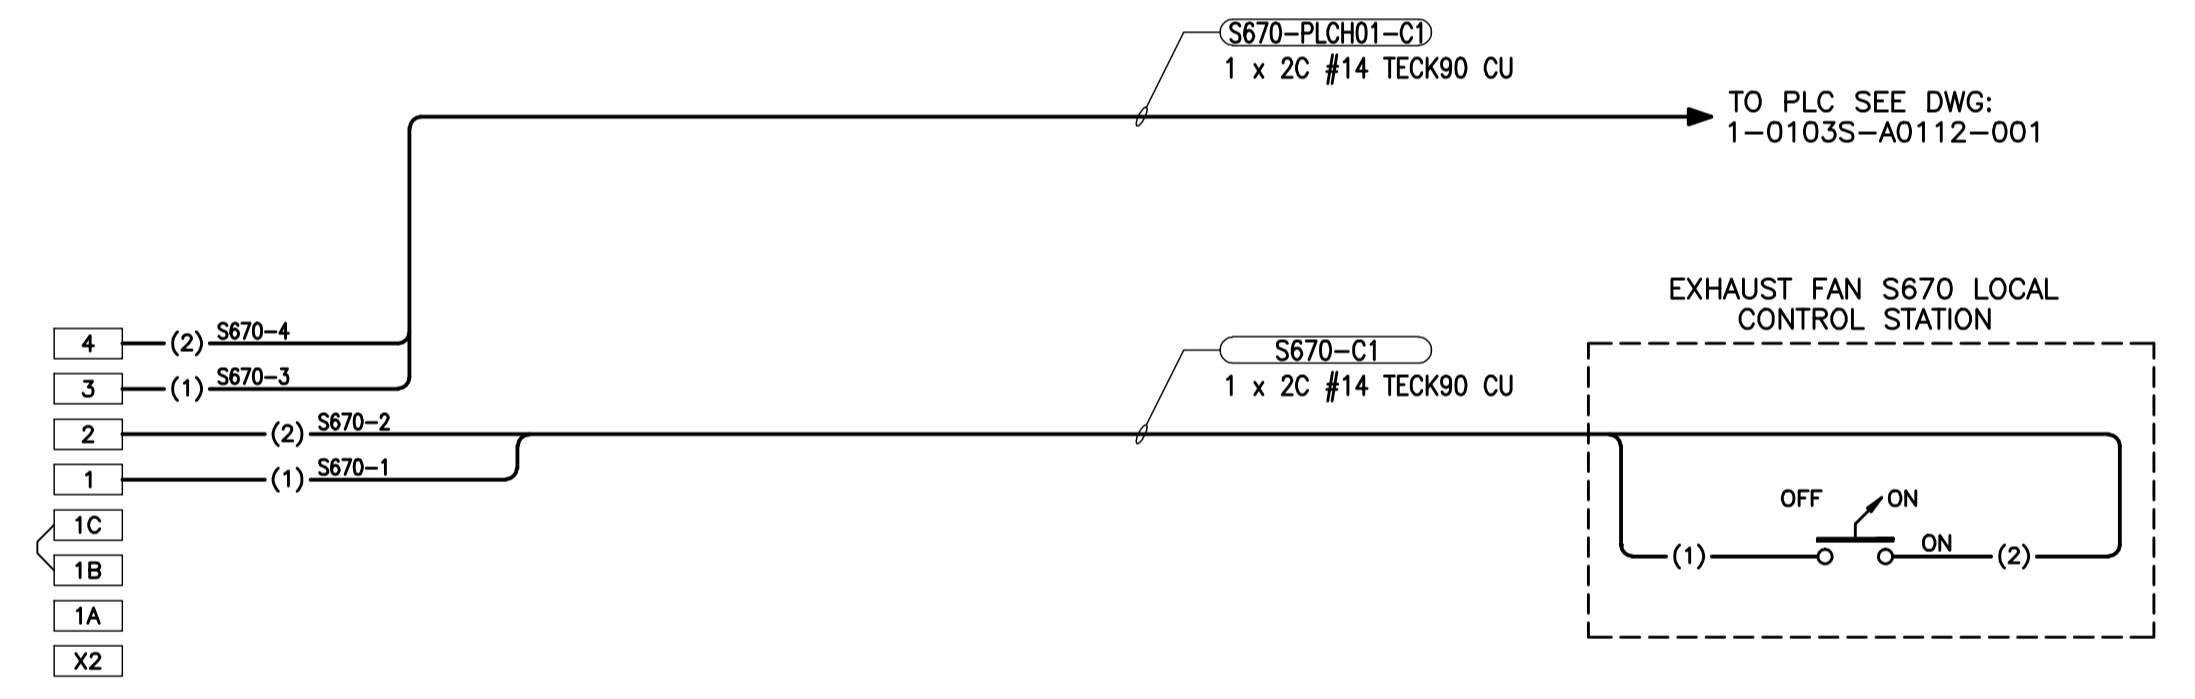 S670-PLCH01-C1
1 x 2C #14 TECK90 CU
TO PLC SEE DWG:
1-0103S-A0112-001
EXHAUST FAN S670 LOCAL
CONTROL STATION
4 (2) S670-4
3 (1) S670-3
S670-C1
1 x 2C #14 TECK90 CU
2 (2) S670-2
1 (1) S670-1
OFF ON
(1) ON (2)
1C
1B
1A
X2